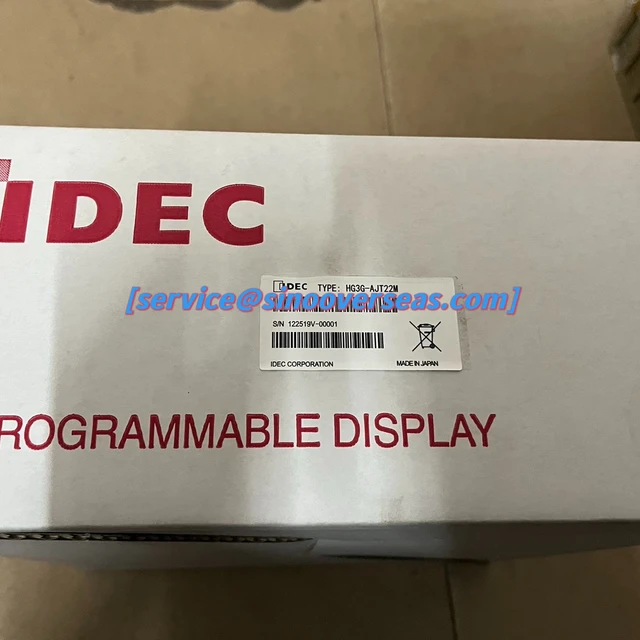 IDEC
IDEC TYPE: HG3G-AJT22M
[service@sinooverseas.com]
S/N 122519V-00001
IDEC CORPORATION MADE IN JAPAN
ROGRAMMABLE DISPLAY